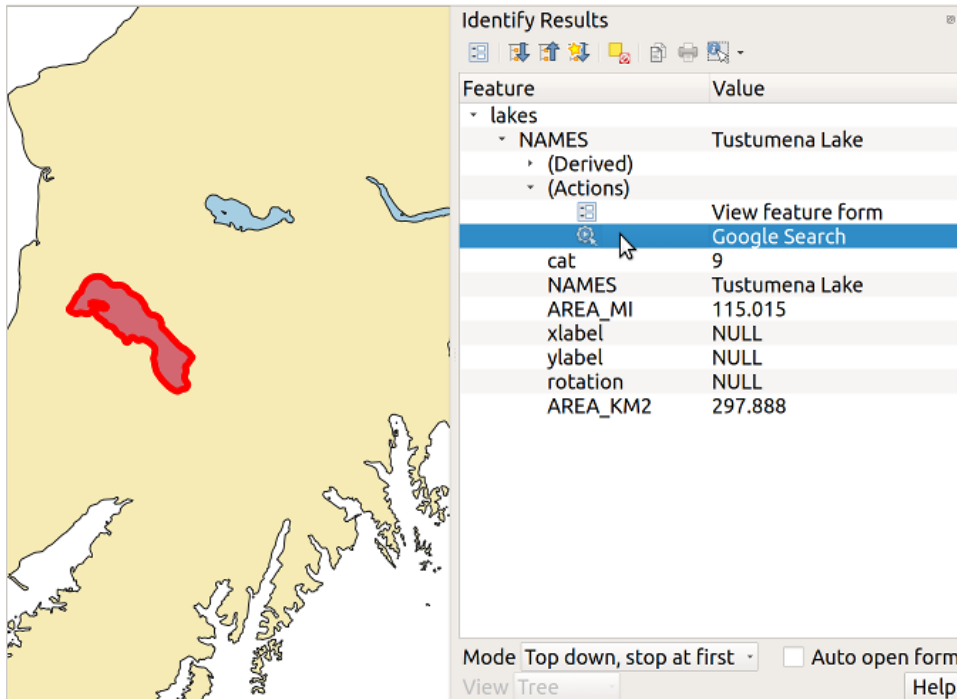 Identify Results
Feature Value
lakes
NAMES Tustumena Lake
(Derived)
(Actions)
View feature form
Google Search
cat 9
NAMES Tustumena Lake
AREA_MI 115.015
xlabel NULL
ylabel NULL
rotation NULL
AREA_KM2 297.888
Mode Top down, stop at first Auto open form
View Tree Help